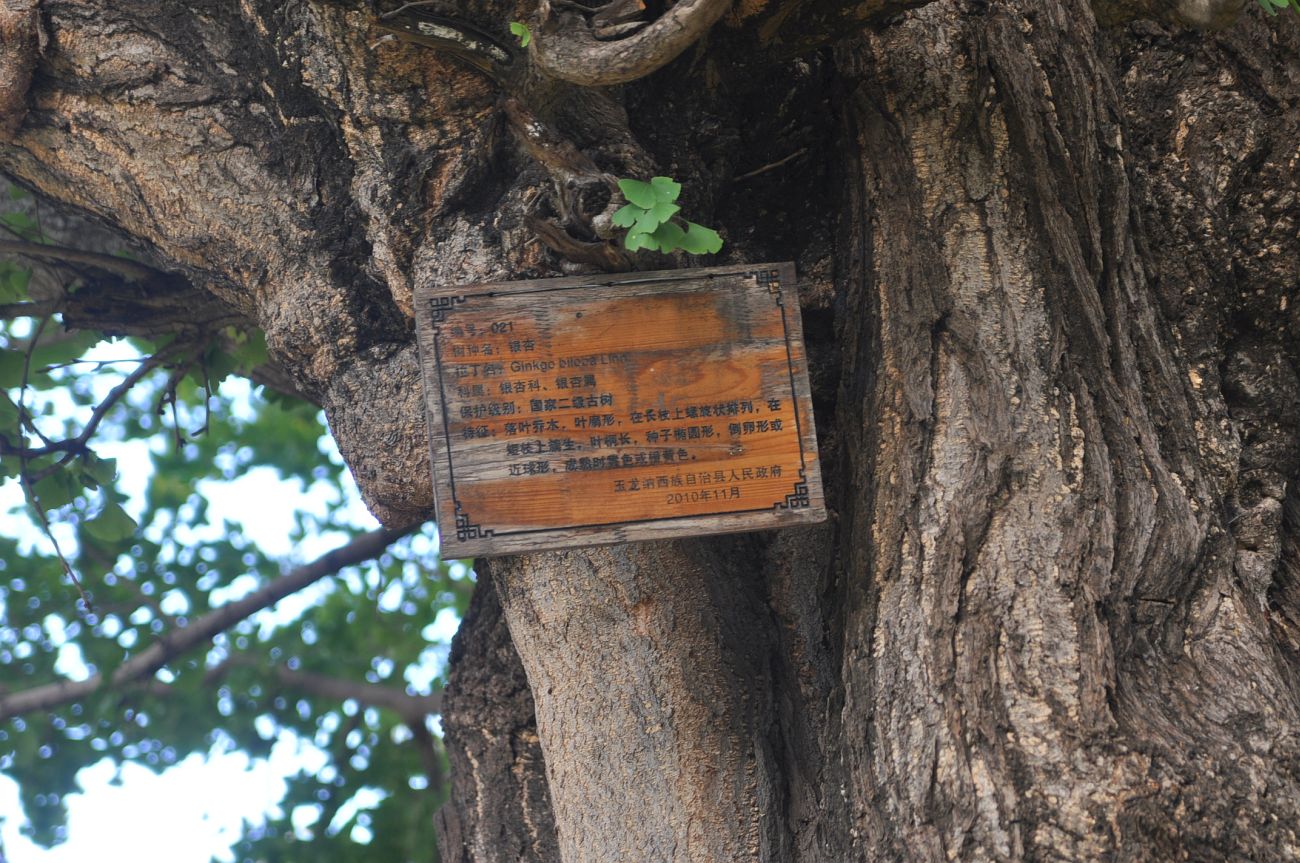 编号：021
树种名：银杏
拉丁名：Ginkgo biloba Linn.
科属：银杏科、银杏属
保护级别：国家二级古树
特征：落叶乔木，叶扇形，在长枝上螺旋状排列，在
短枝上簇生，叶柄长，种子椭圆形，倒卵形或
近球形，成熟时黄色或橙黄色。
玉龙纳西族自治县人民政府
2010年11月